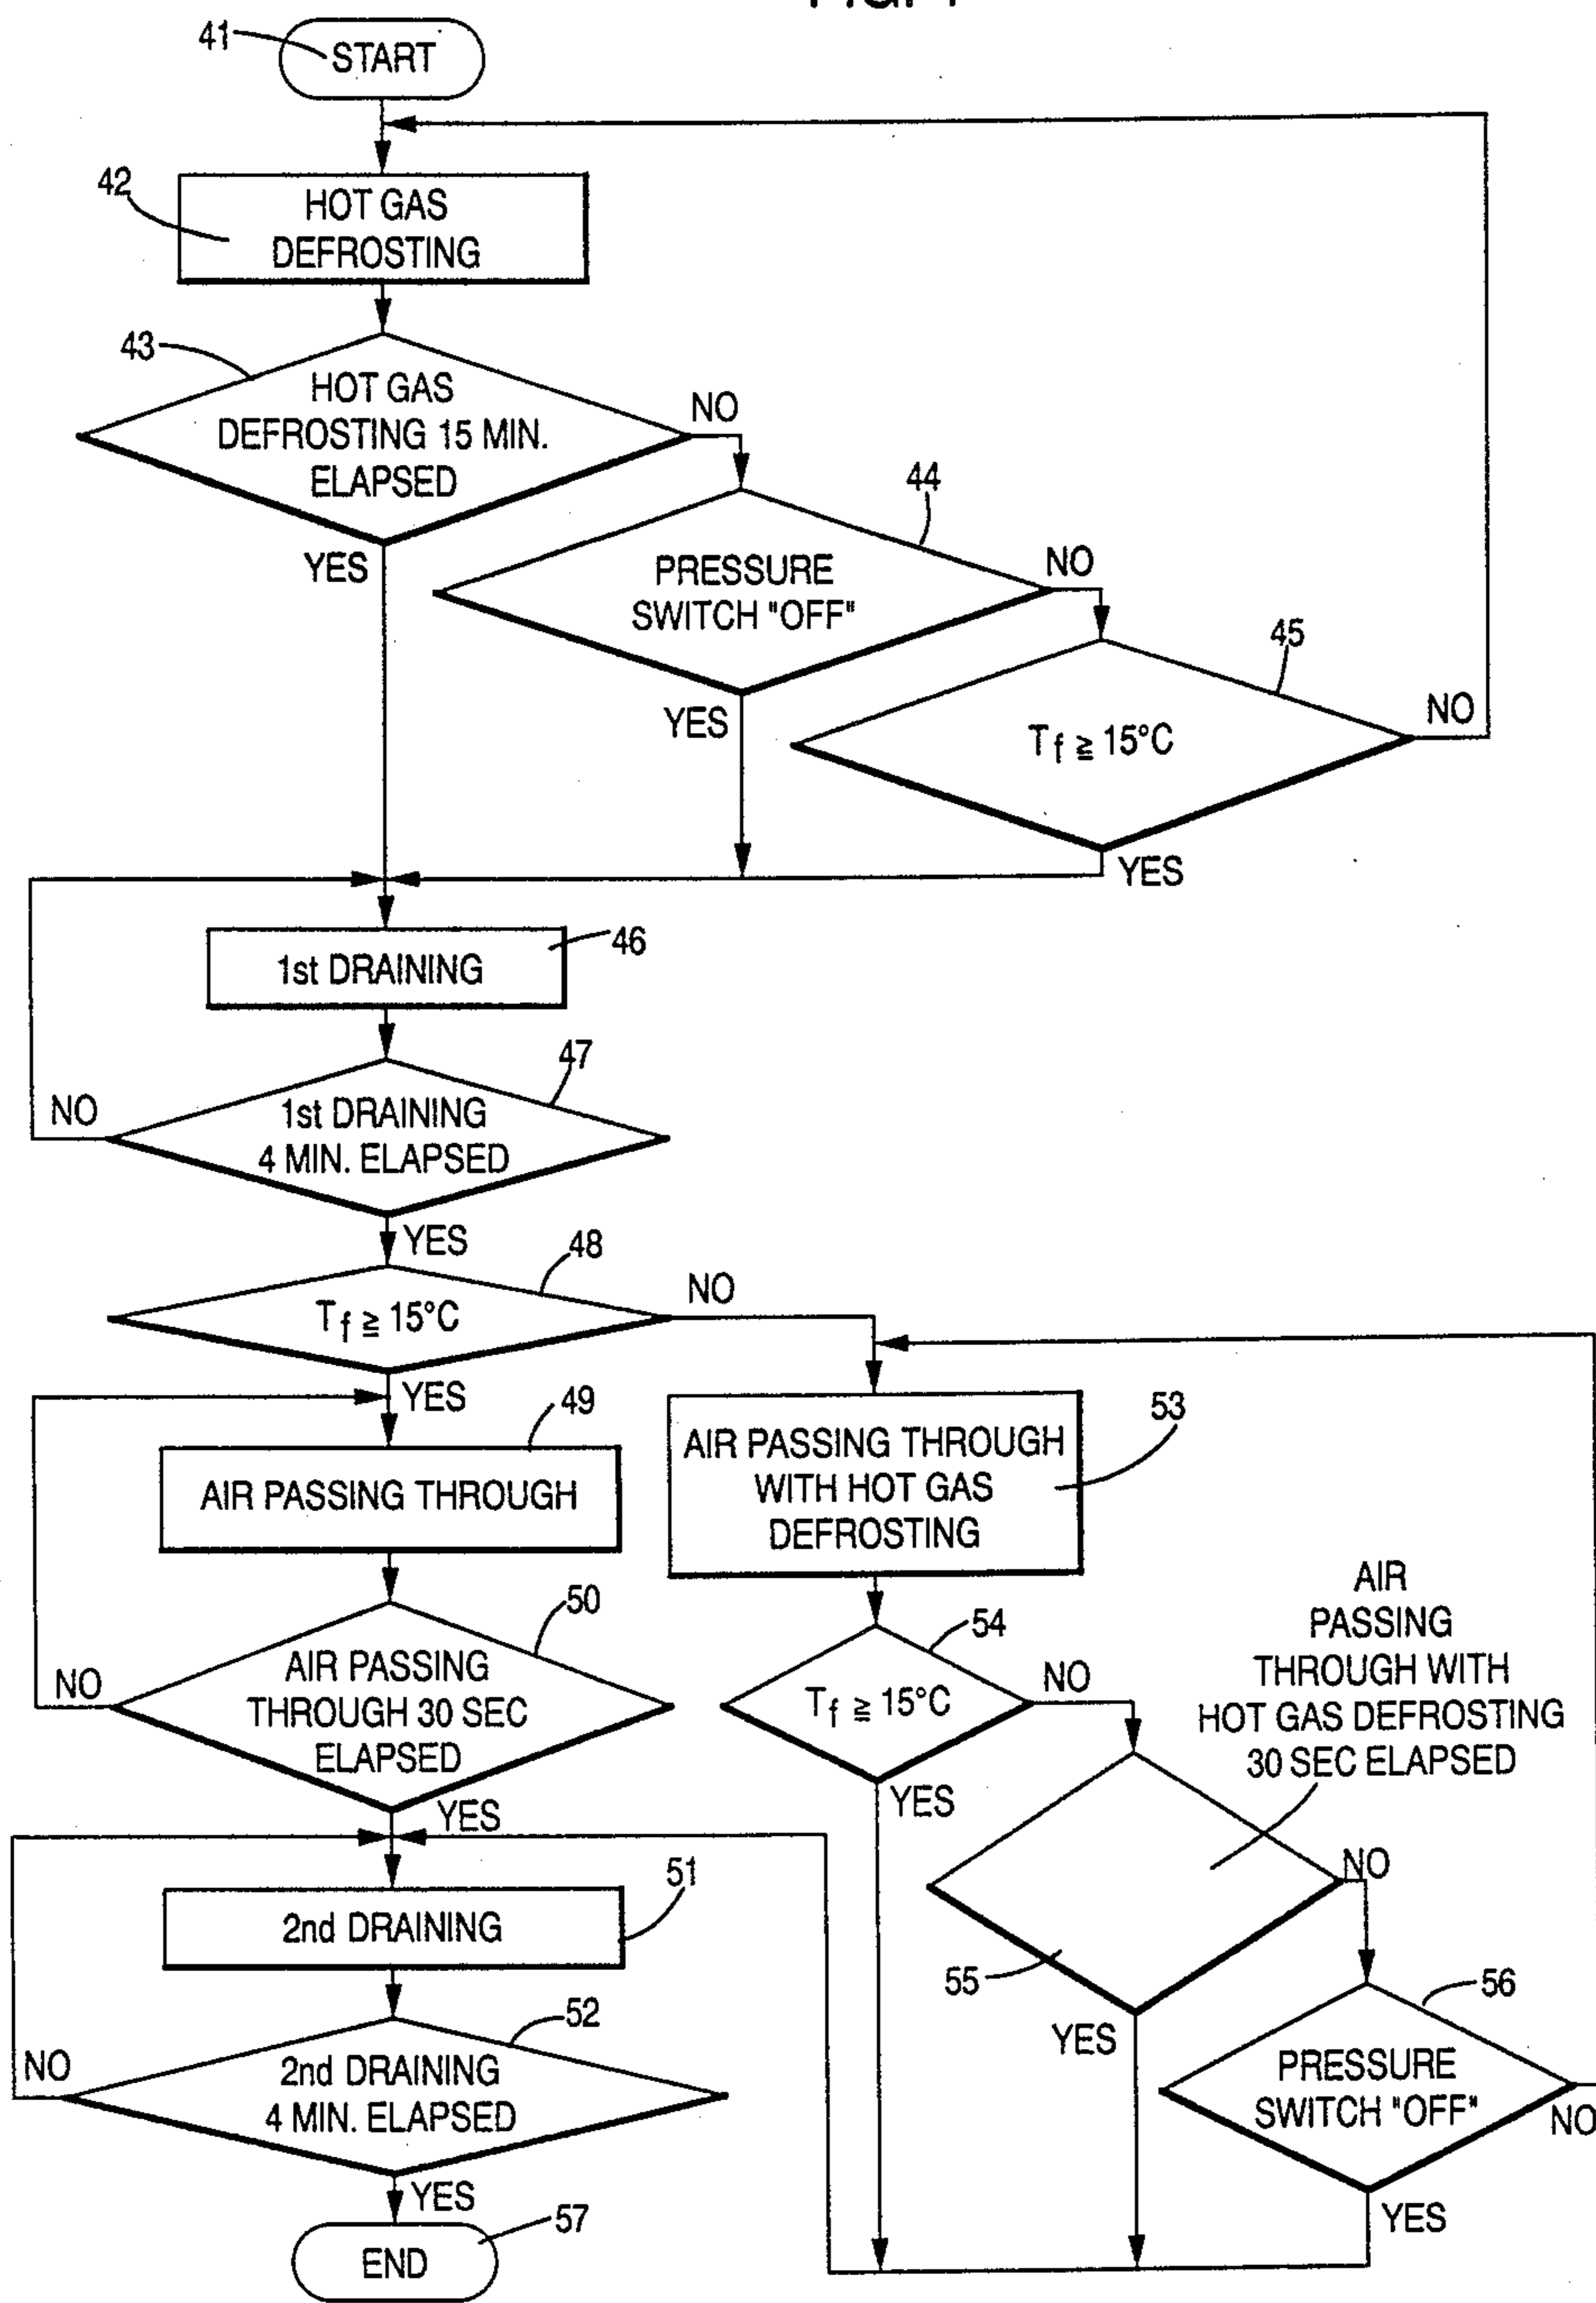 41
START
42
HOT GAS
DEFROSTING
43
HOT GAS
DEFROSTING 15 MIN.
ELAPSED
NO
YES
44
PRESSURE
SWITCH "OFF"
NO
YES
45
Tf ≧ 15°C
NO
YES
46
1st DRAINING
47
1st DRAINING
4 MIN. ELAPSED
NO
YES
48
Tf ≧ 15°C
NO
YES
49
AIR PASSING THROUGH
50
AIR PASSING
THROUGH 30 SEC
ELAPSED
NO
YES
53
AIR PASSING THROUGH
WITH HOT GAS
DEFROSTING
54
Tf ≧ 15°C
NO
YES
AIR
PASSING
THROUGH WITH
HOT GAS DEFROSTING
30 SEC ELAPSED
55
NO
YES
56
PRESSURE
SWITCH "OFF"
NO
YES
51
2nd DRAINING
52
2nd DRAINING
4 MIN. ELAPSED
NO
YES
57
END